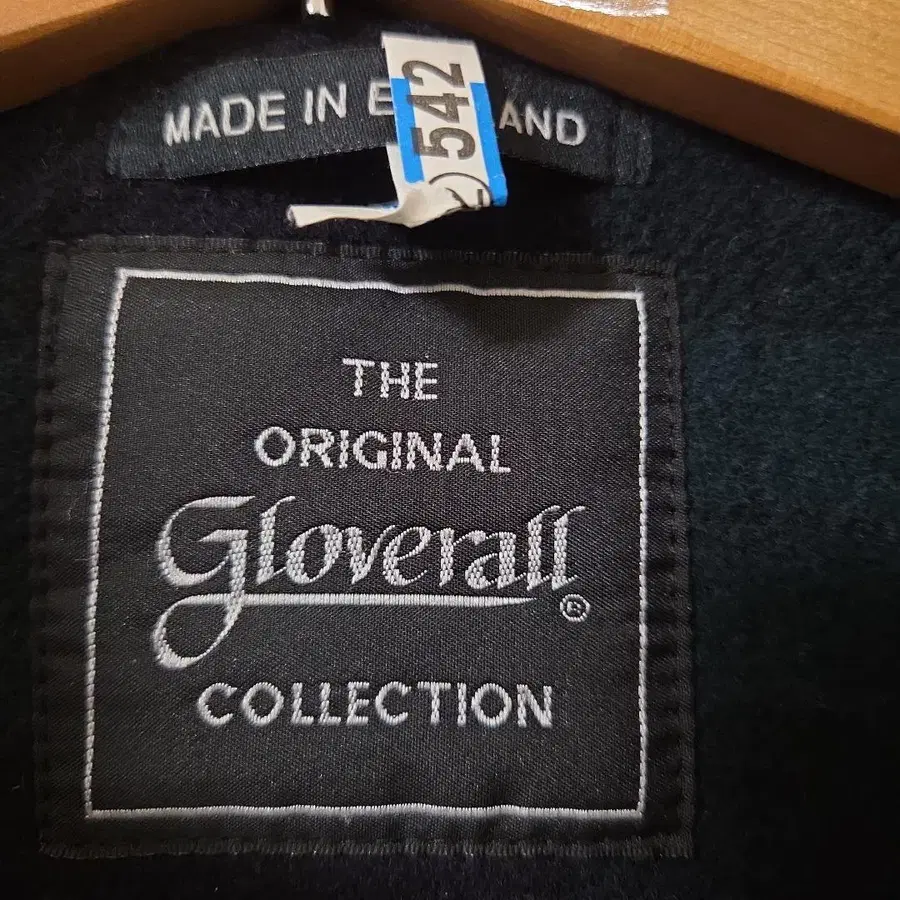 MADE IN E AND
542
THE
ORIGINAL
Gloverall ®
COLLECTION